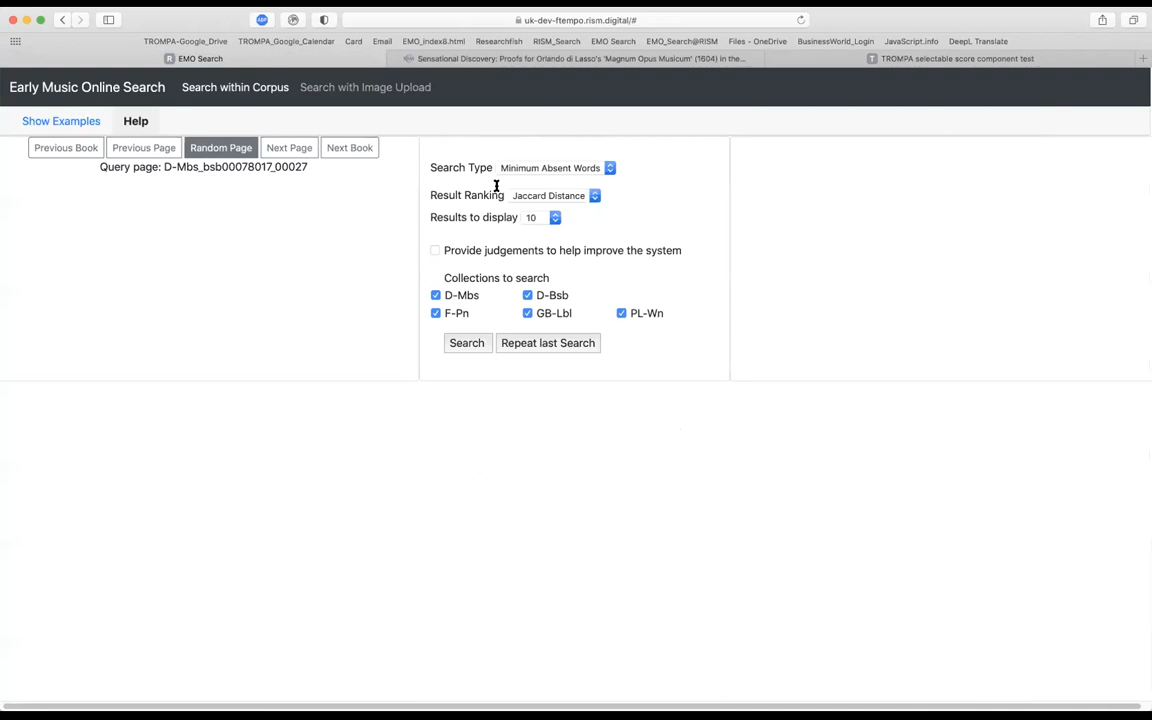 uk-dev-ftempo.rism.digital/#
TROMPA-Google_Drive TROMPA_Google_Calendar Card Email EMO_index8.html Researchfish RISM_Search EMO Search EMO_Search@RISM Files - OneDrive BusinessWorld_Login JavaScript.info DeepL Translate
R EMO Search Sensational Discovery: Proofs for Orlando di Lasso's 'Magnum Opus Musicum' (1604) in the... T TROMPA selectable score component test
Early Music Online Search Search within Corpus Search with Image Upload
Show Examples Help
Previous Book Previous Page Random Page Next Page Next Book
Query page: D-Mbs_bsb00078017_00027
Search Type Minimum Absent Words
Result Ranking Jaccard Distance
Results to display 10
Provide judgements to help improve the system
Collections to search
D-Mbs D-Bsb
F-Pn GB-Lbl PL-Wn
Search Repeat last Search